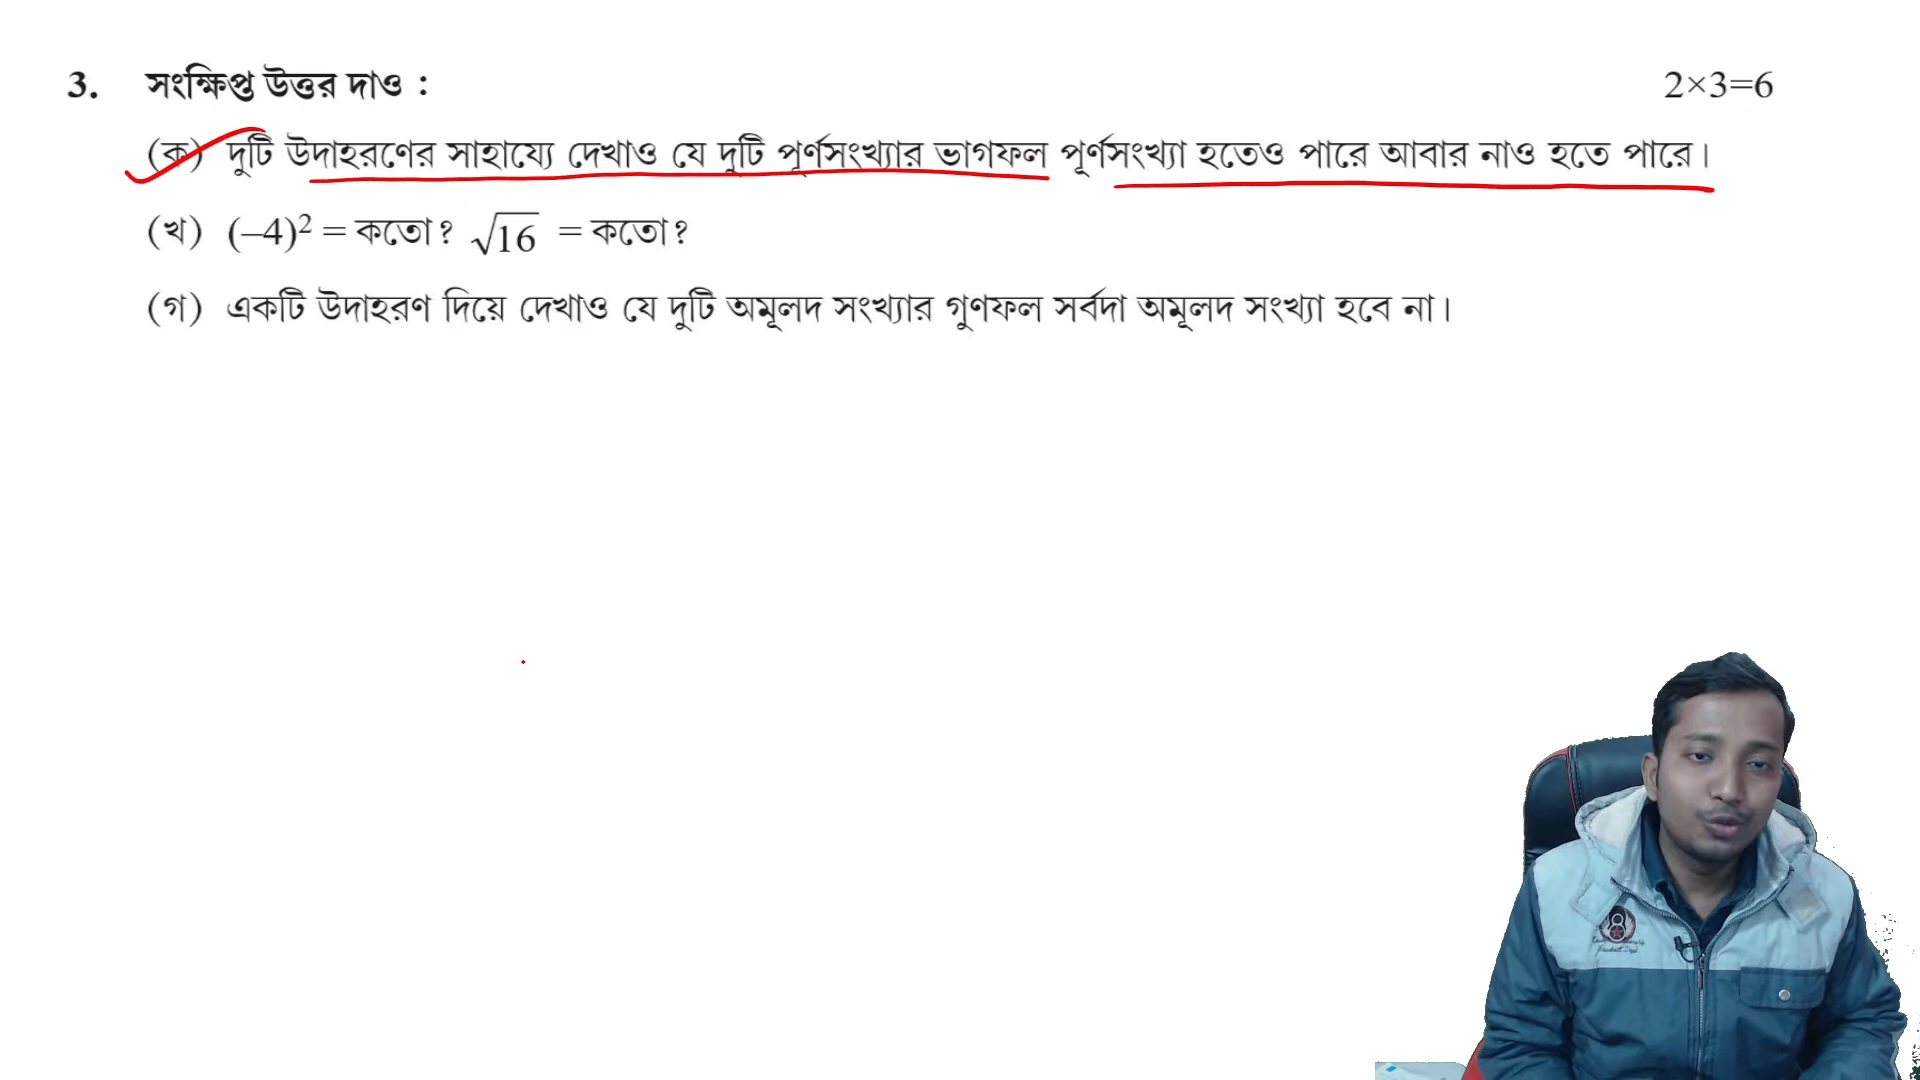 3. সংক্ষিপ্ত উত্তর দাও : 2×3=6
(ক) দুটি উদাহরণের সাহায্যে দেখাও যে দুটি পূর্ণসংখ্যার ভাগফল পূর্ণসংখ্যা হতেও পারে আবার নাও হতে পারে।
(খ) (–4)² = কতো? √16 = কতো?
(গ) একটি উদাহরণ দিয়ে দেখাও যে দুটি অমূলদ সংখ্যার গুণফল সর্বদা অমূলদ সংখ্যা হবে না।
8